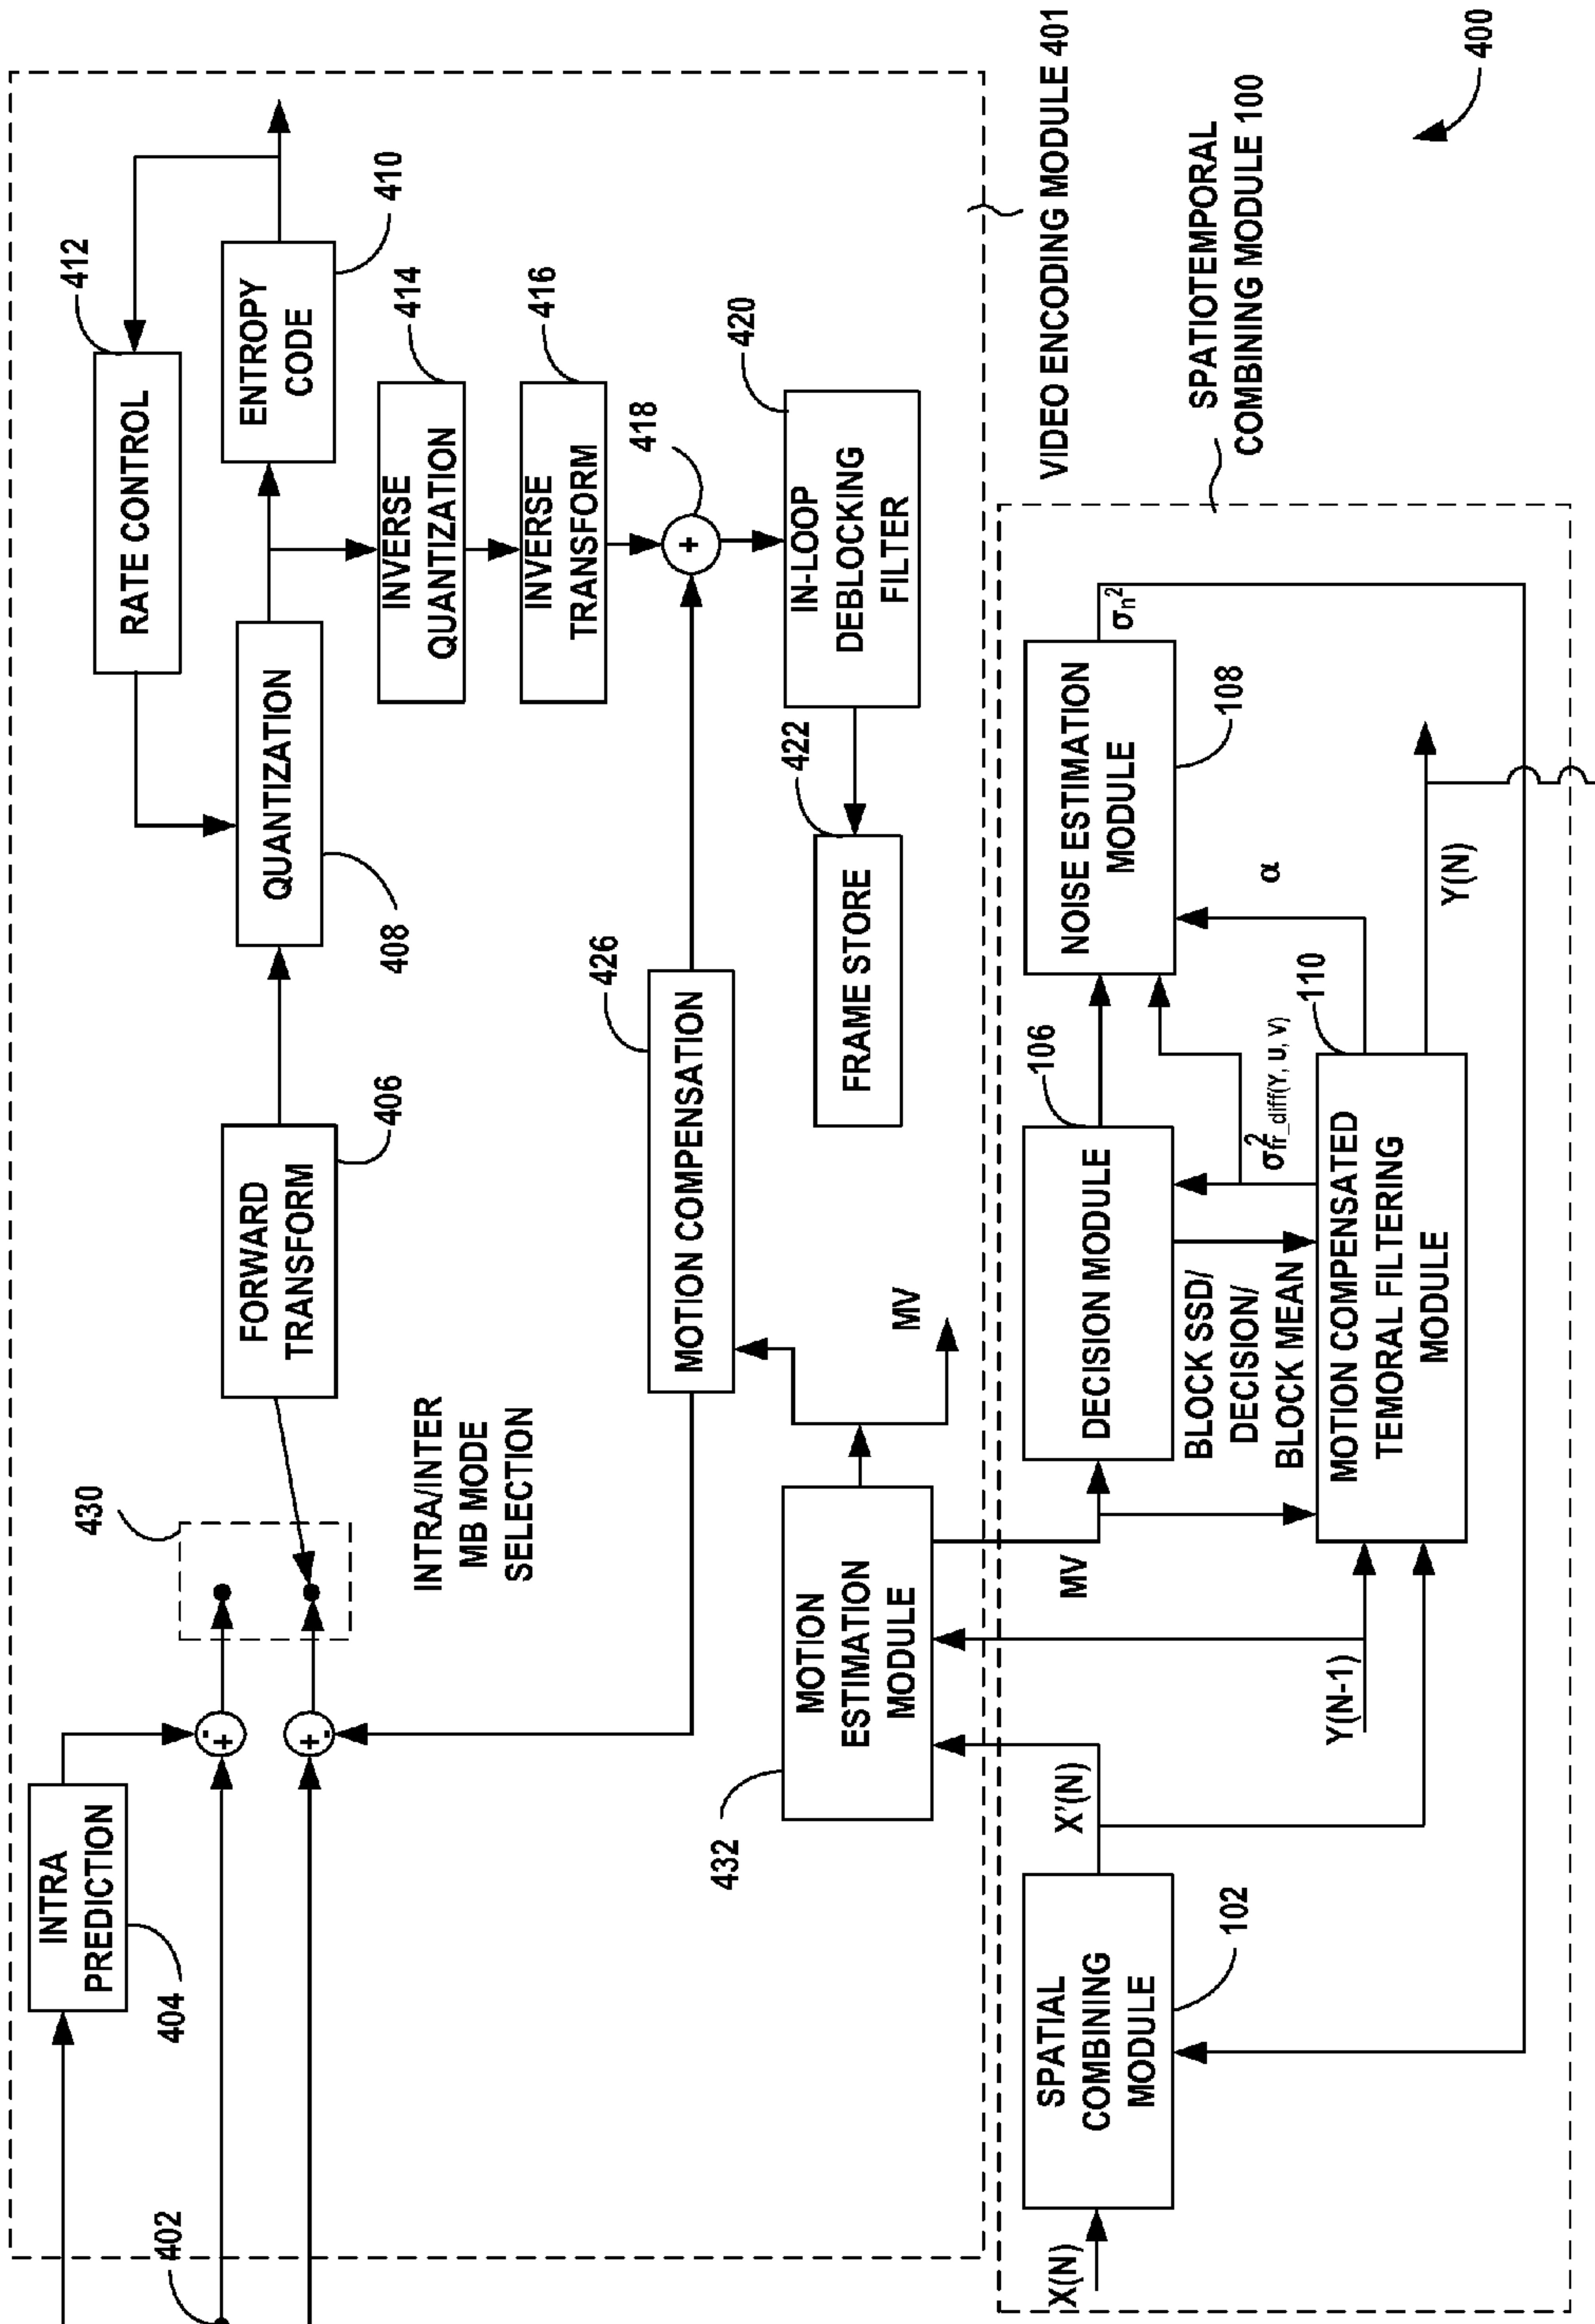 402
INTRA
PREDICTION
404
430
INTRA/INTER
MB MODE
SELECTION
FORWARD
TRANSFORM
406
QUANTIZATION
408
RATE CONTROL
412
ENTROPY
CODE
410
INVERSE
QUANTIZATION
414
INVERSE
TRANSFORM
416
+
+
+
418
IN-LOOP
DEBLOCKING
FILTER
420
FRAME STORE
422
MOTION COMPENSATION
426
MV
MOTION
ESTIMATION
MODULE
432
VIDEO ENCODING MODULE 401
X(N)
SPATIAL
COMBINING
MODULE
102
X'(N)
Y(N-1)
MV
DECISION MODULE
106
BLOCK SSD/
DECISION/
BLOCK MEAN
σ²fr_diff(Y, U, V)
MOTION COMPENSATED
TEMORAL FILTERING
MODULE
110
α
NOISE ESTIMATION
MODULE
108
σn²
Y(N)
SPATIOTEMPORAL
COMBINING MODULE 100
400